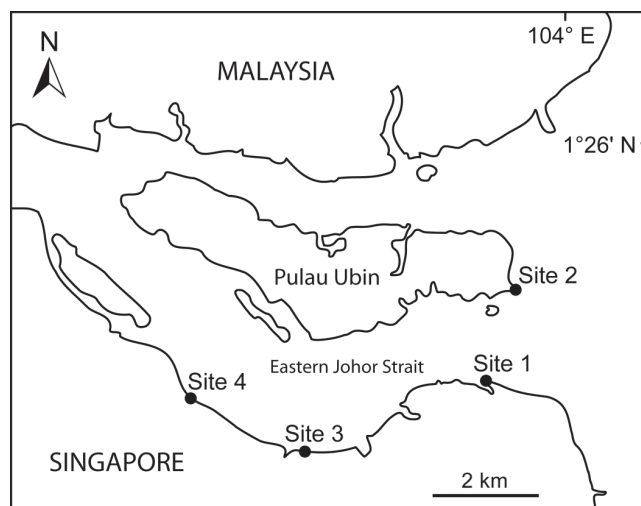 104° E
N
MALAYSIA
1°26' N
Pulau Ubin
Site 2
Eastern Johor Strait
Site 1
Site 4
Site 3
SINGAPORE
2 km